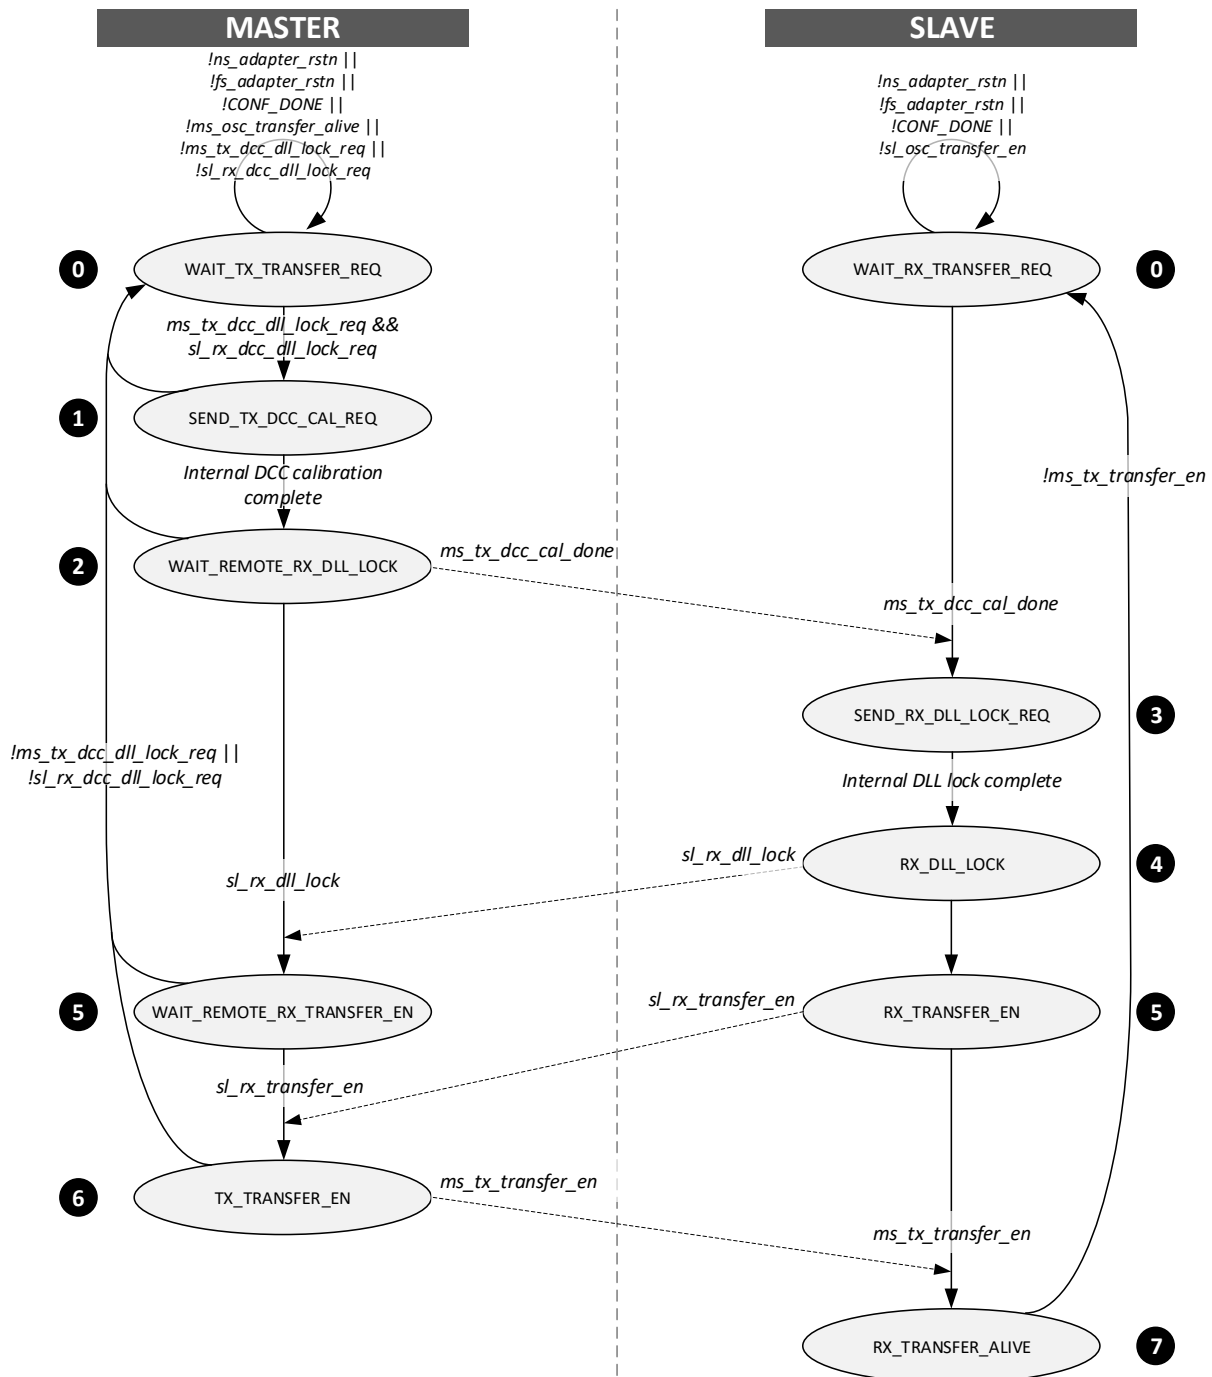 MASTER
SLAVE
!ns_adapter_rstn ||
!fs_adapter_rstn ||
!CONF_DONE ||
!ms_osc_transfer_alive ||
!ms_tx_dcc_dll_lock_req ||
!sl_rx_dcc_dll_lock_req
!ns_adapter_rstn ||
!fs_adapter_rstn ||
!CONF_DONE ||
!sl_osc_transfer_en
0
WAIT_TX_TRANSFER_REQ
WAIT_RX_TRANSFER_REQ
0
ms_tx_dcc_dll_lock_req &&
sl_rx_dcc_dll_lock_req
1
SEND_TX_DCC_CAL_REQ
Internal DCC calibration
complete
!ms_tx_transfer_en
2
WAIT_REMOTE_RX_DLL_LOCK
ms_tx_dcc_cal_done
ms_tx_dcc_cal_done
SEND_RX_DLL_LOCK_REQ
3
!ms_tx_dcc_dll_lock_req ||
!sl_rx_dcc_dll_lock_req
Internal DLL lock complete
sl_rx_dll_lock
sl_rx_dll_lock
RX_DLL_LOCK
4
5
WAIT_REMOTE_RX_TRANSFER_EN
sl_rx_transfer_en
RX_TRANSFER_EN
5
sl_rx_transfer_en
6
TX_TRANSFER_EN
ms_tx_transfer_en
ms_tx_transfer_en
RX_TRANSFER_ALIVE
7